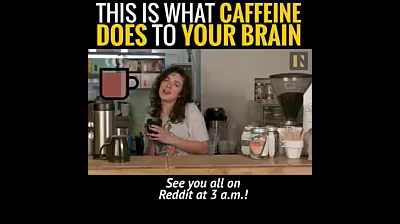 THIS IS WHAT CAFFEINE
DOES TO YOUR BRAIN
See you all on
Reddit at 3 a.m.!